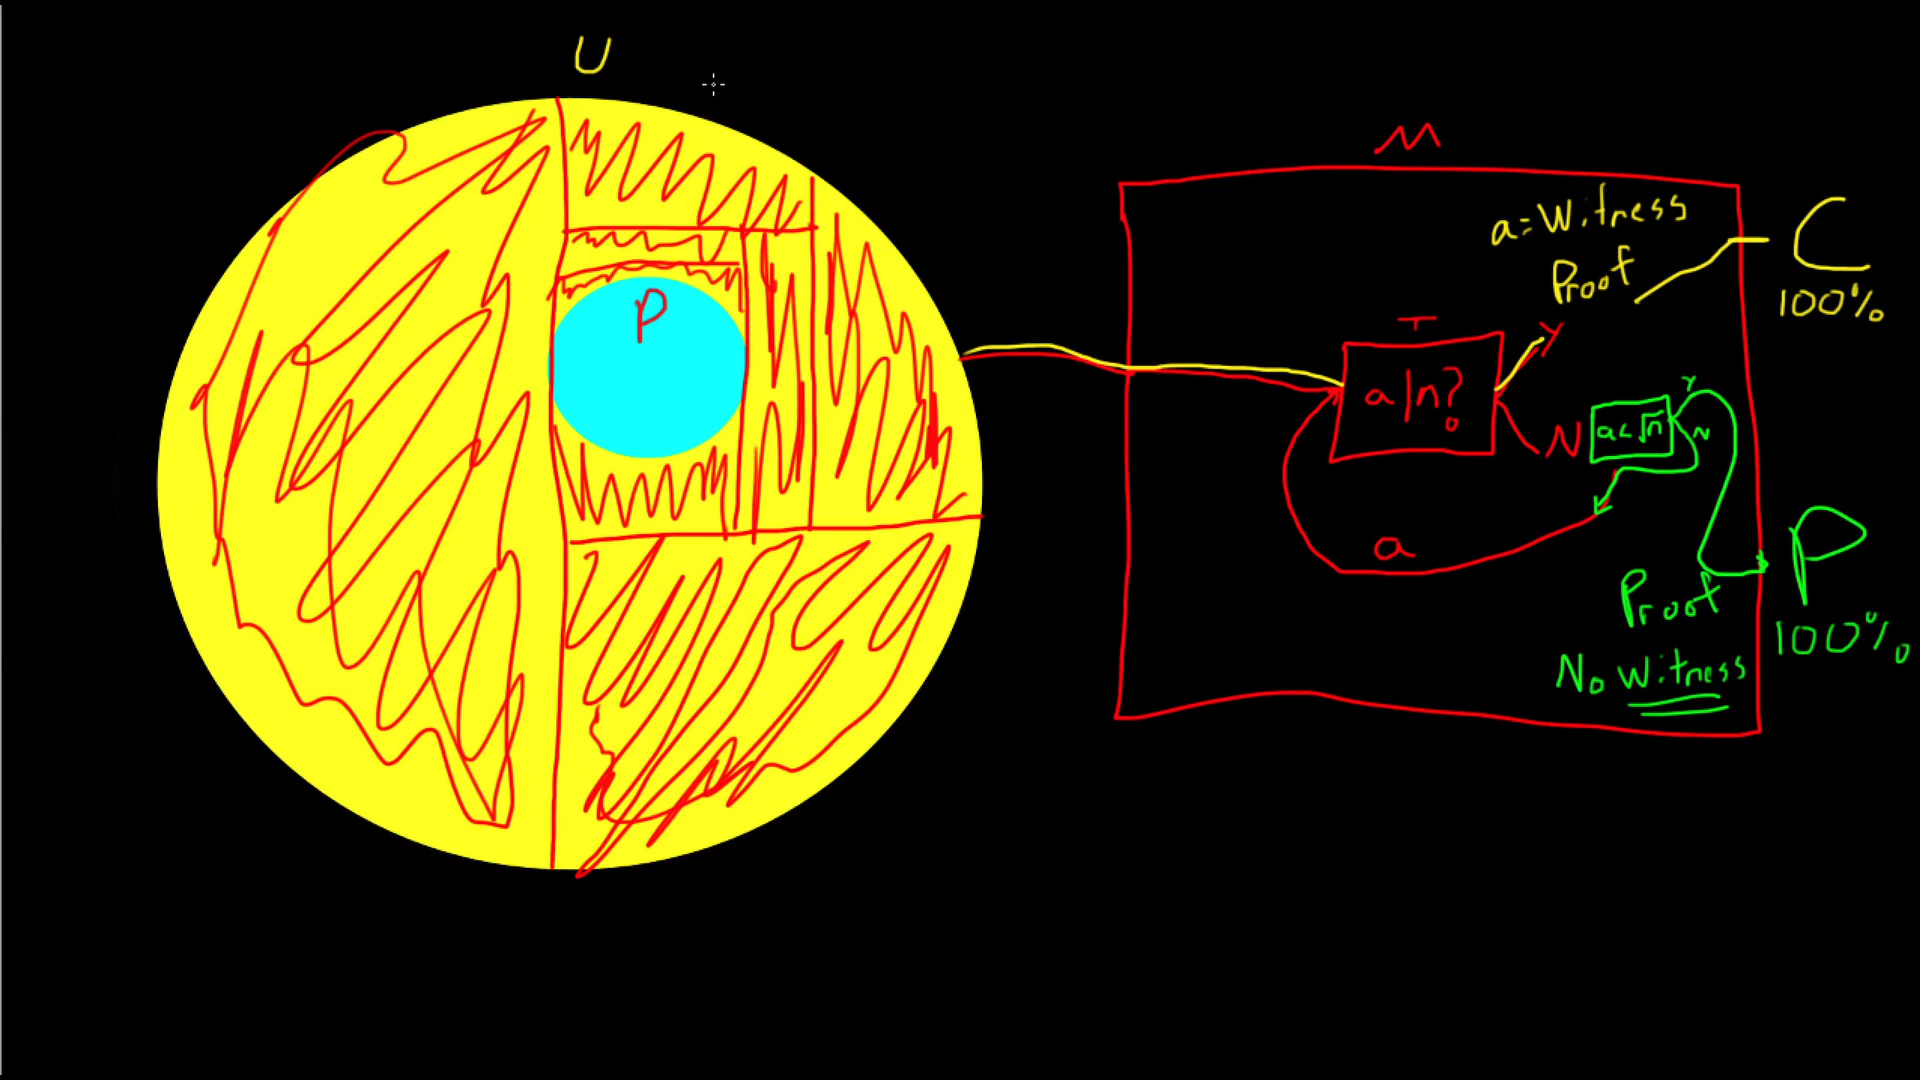 U
P
M
a = Witness
Proof
C
100%
T
a|n?
Y
N
a<√n
Y
N
a
P
100%
Proof
No Witness